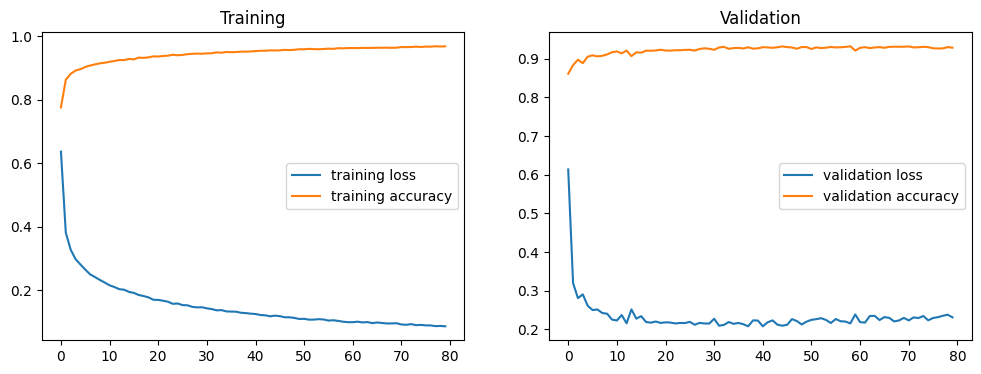 Training
Validation
1.0
0.8
0.6
0.4
0.2
training loss
training accuracy
0 10 20 30 40 50 60 70 80
0.9
0.8
0.7
0.6
0.5
0.4
0.3
0.2
validation loss
validation accuracy
0 10 20 30 40 50 60 70 80